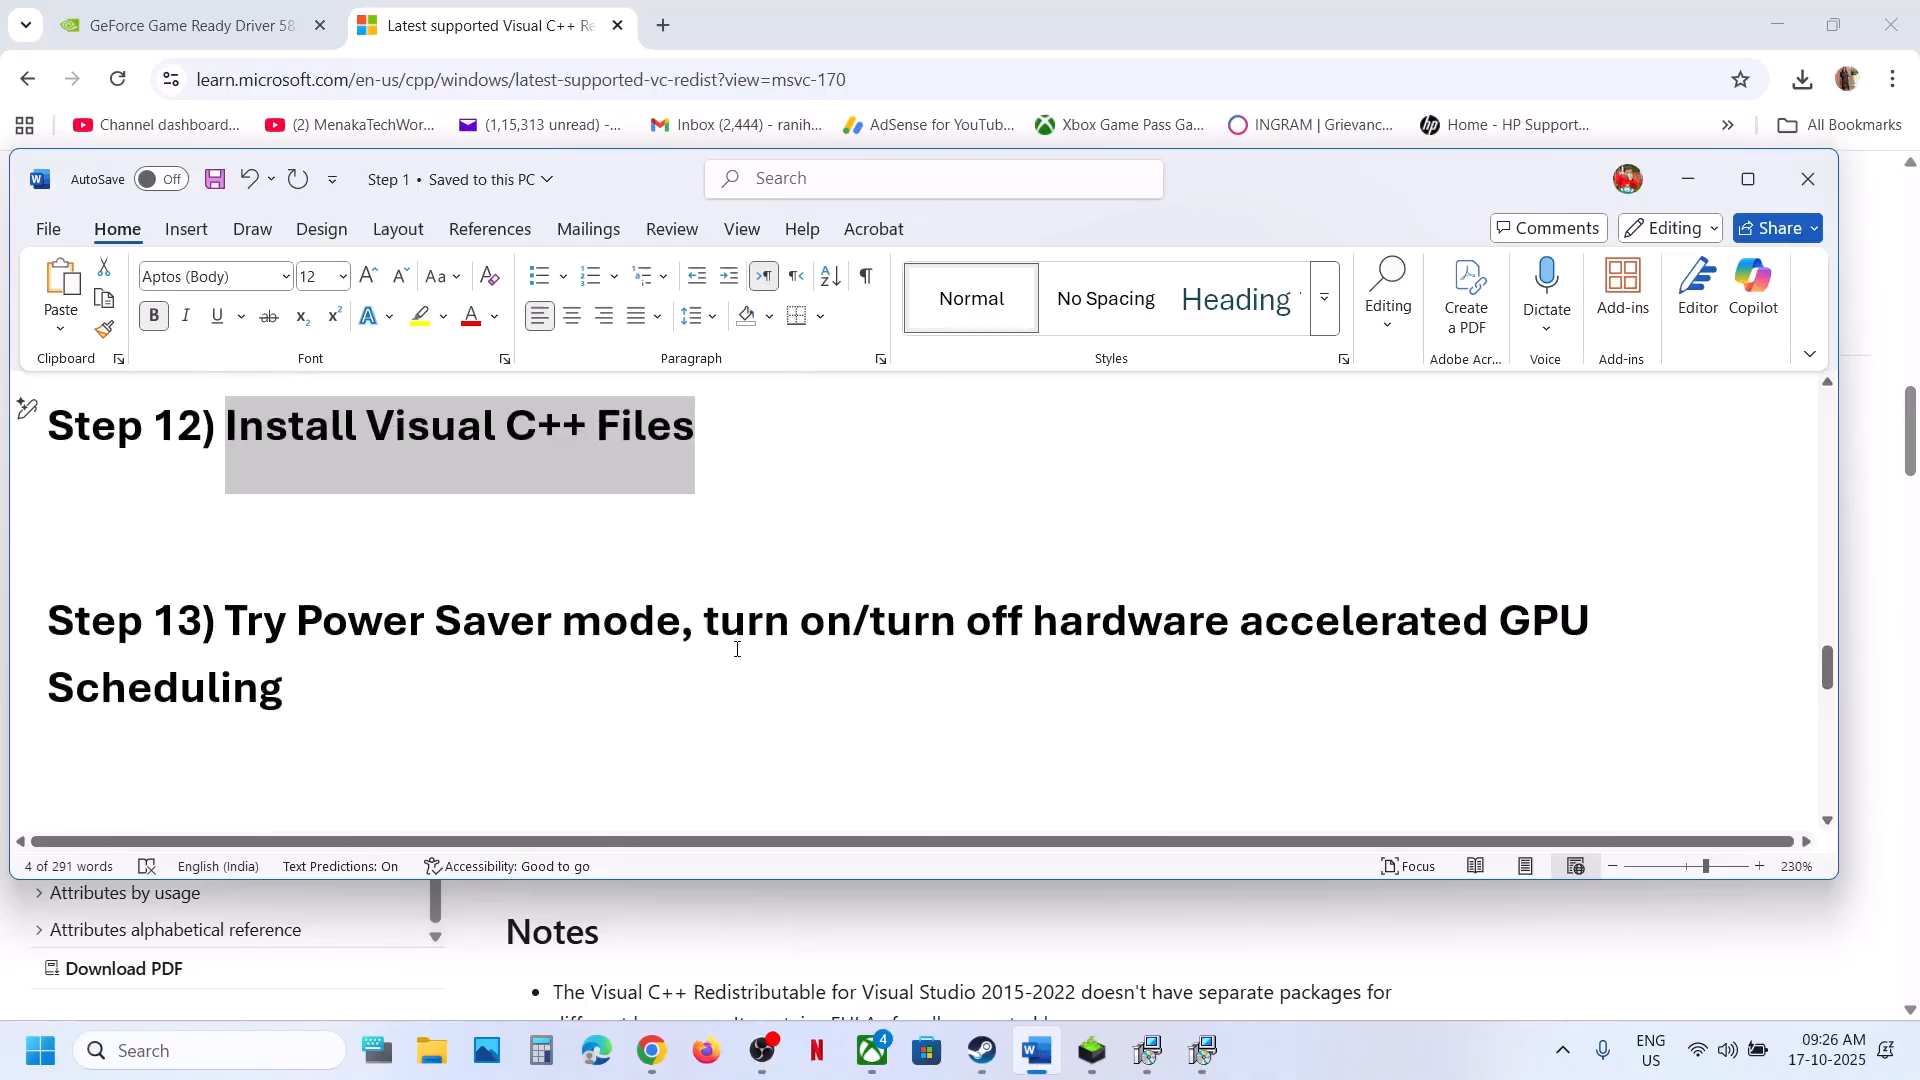 GeForce Game Ready Driver 58
Latest supported Visual C++ Re
learn.microsoft.com/en-us/cpp/windows/latest-supported-vc-redist?view=msvc-170
Channel dashboard...
(2) MenakaTechWor...
(1,15,313 unread) -...
Inbox (2,444) - ranih...
AdSense for YouTub...
Xbox Game Pass Ga...
INGRAM | Grievanc...
Home - HP Support...
All Bookmarks
AutoSave Off
Step 1 • Saved to this PC
Search
File Home Insert Draw Design Layout References Mailings Review View Help Acrobat
Comments Editing Share
Paste
Aptos (Body) 12
Normal No Spacing Heading
Editing
Create a PDF
Dictate
Add-ins
Editor
Copilot
Clipboard Font Paragraph Styles Adobe Acr... Voice Add-ins
Step 12) Install Visual C++ Files
Step 13) Try Power Saver mode, turn on/turn off hardware accelerated GPU
Scheduling
4 of 291 words English (India) Text Predictions: On Accessibility: Good to go Focus 230%
Attributes by usage
Attributes alphabetical reference
Download PDF
Notes
The Visual C++ Redistributable for Visual Studio 2015-2022 doesn't have separate packages for
Search
4
ENG
US
09:26 AM
17-10-2025